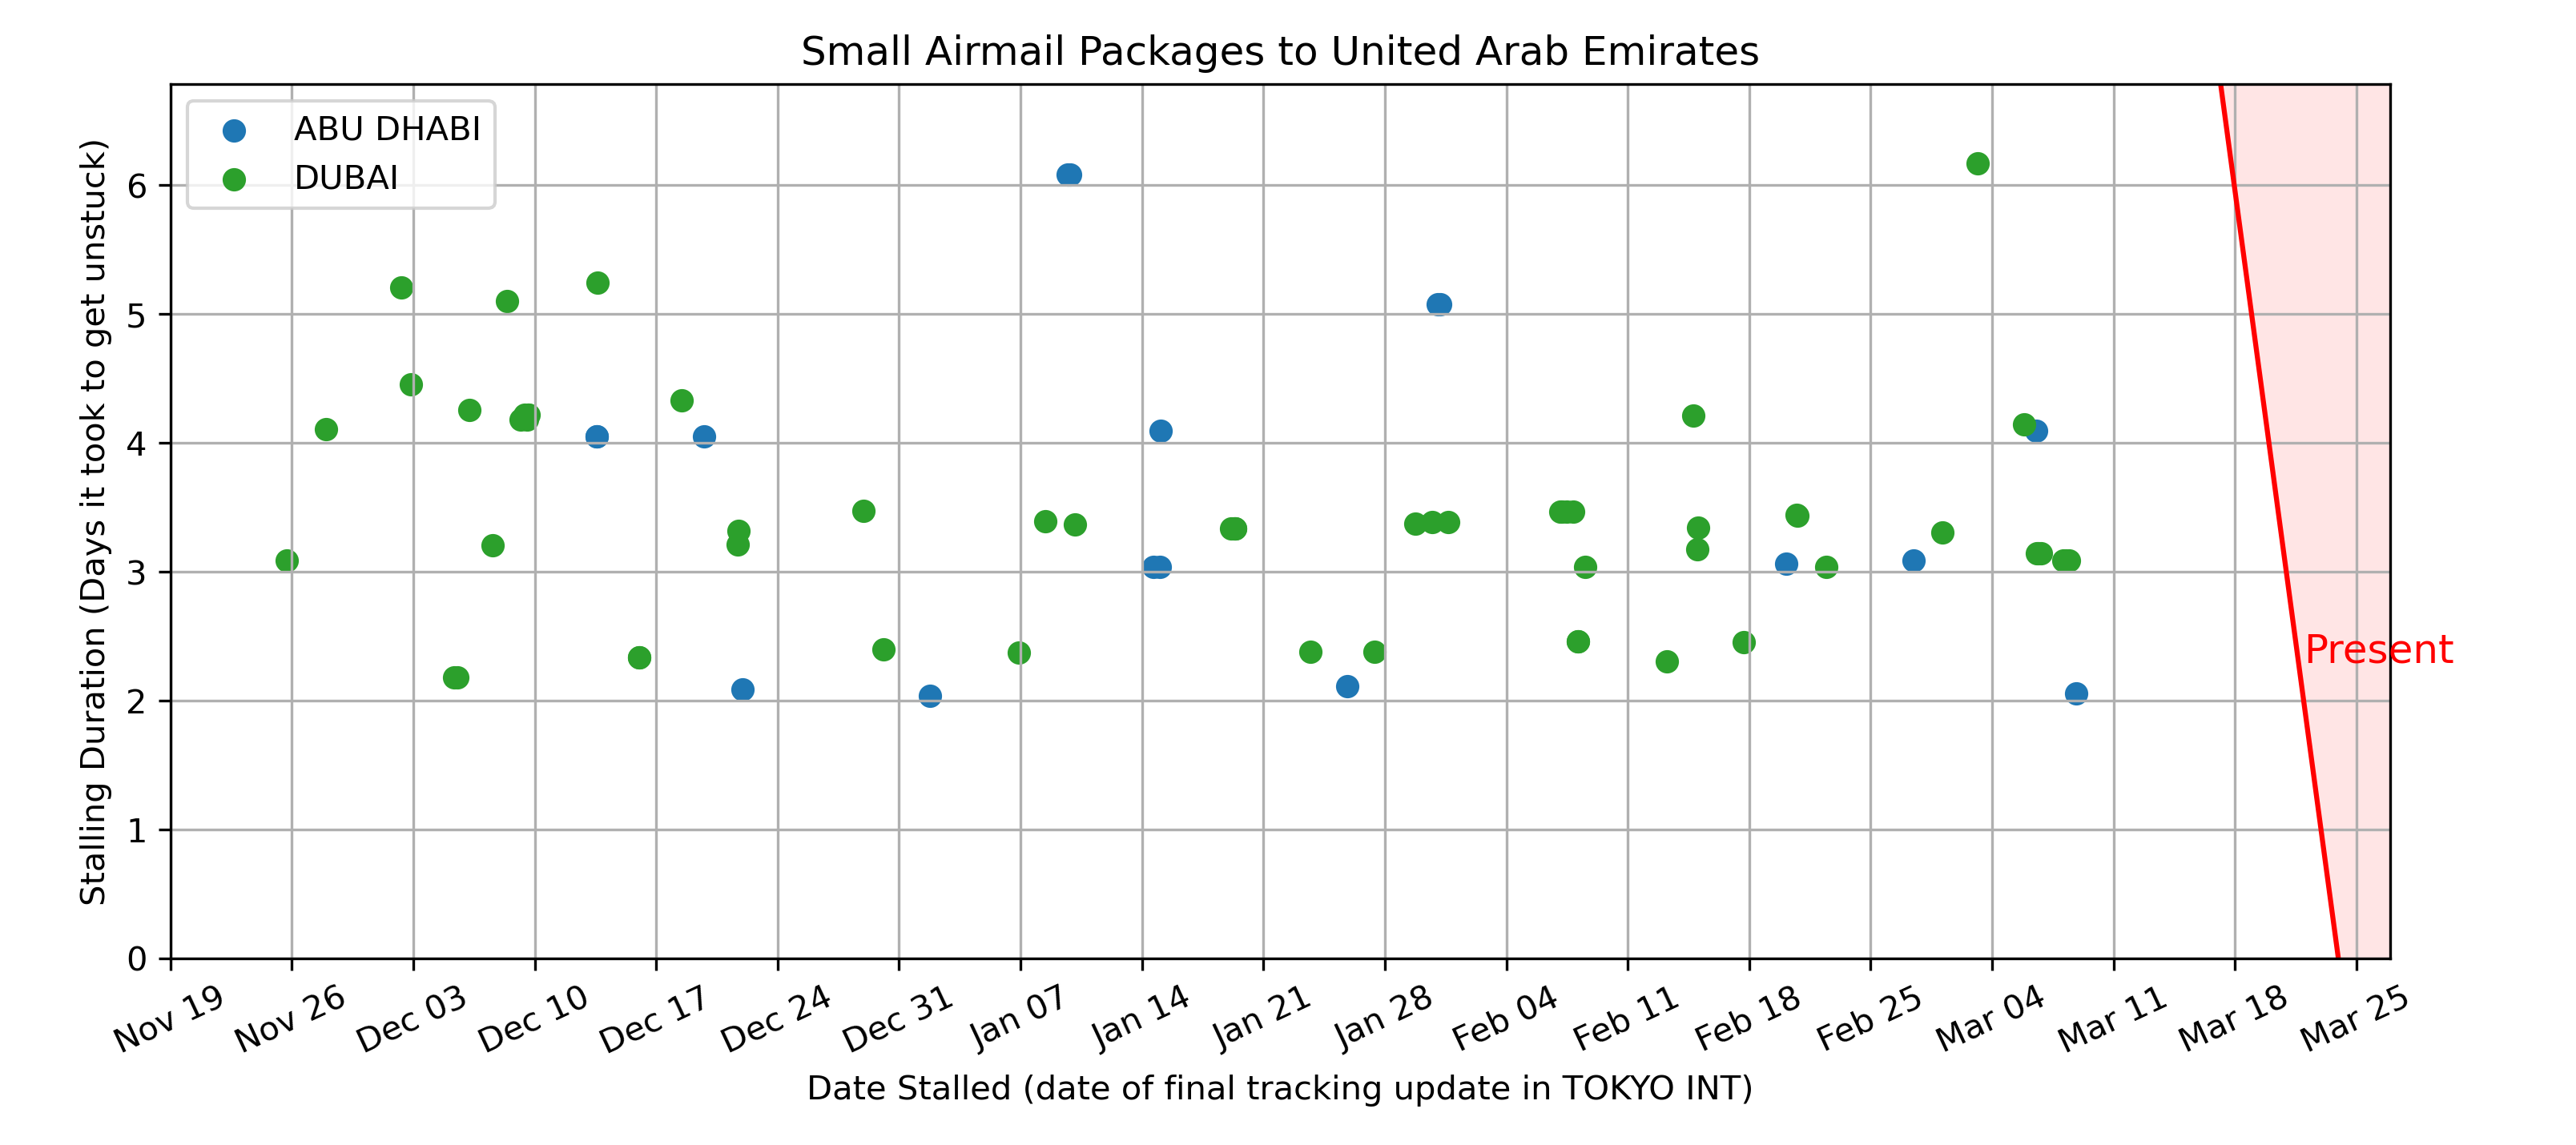 Small Airmail Packages to United Arab Emirates
ABU DHABI
DUBAI
Stalling Duration (Days it took to get unstuck)
6
5
4
3
2
1
0
Present
Nov 19
Nov 26
Dec 03
Dec 10
Dec 17
Dec 24
Dec 31
Jan 07
Jan 14
Jan 21
Jan 28
Feb 04
Feb 11
Feb 18
Feb 25
Mar 04
Mar 11
Mar 18
Mar 25
Date Stalled (date of final tracking update in TOKYO INT)